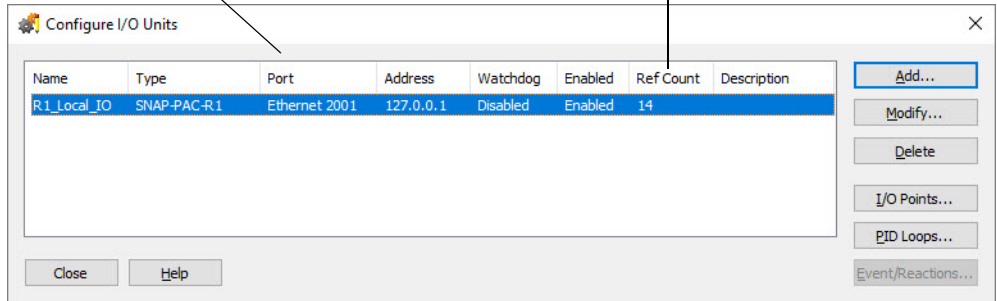 Configure I/O Units
Name Type Port Address Watchdog Enabled Ref Count Description
R1_Local_IO SNAP-PAC-R1 Ethernet 2001 127.0.0.1 Disabled Enabled 14
Add...
Modify...
Delete
I/O Points...
PID Loops...
Event/Reactions...
Close Help